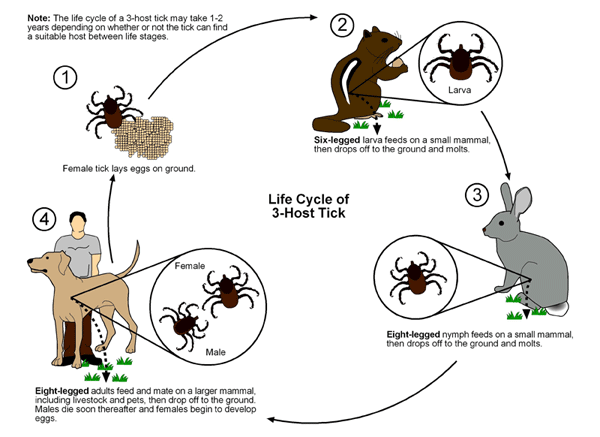 Note: The life cycle of a 3-host tick may take 1-2
years depending on whether or not the tick can find
a suitable host between life stages.
1
Female tick lays eggs on ground.
2
Larva
Six-legged larva feeds on a small mammal,
then drops off to the ground and molts.
Life Cycle of
3-Host Tick
3
Eight-legged nymph feeds on a small mammal,
then drops off to the ground and molts.
4
Female
Male
Eight-legged adults feed and mate on a larger mammal,
including livestock and pets, then drop off to the ground.
Males die soon thereafter and females begin to develop
eggs.